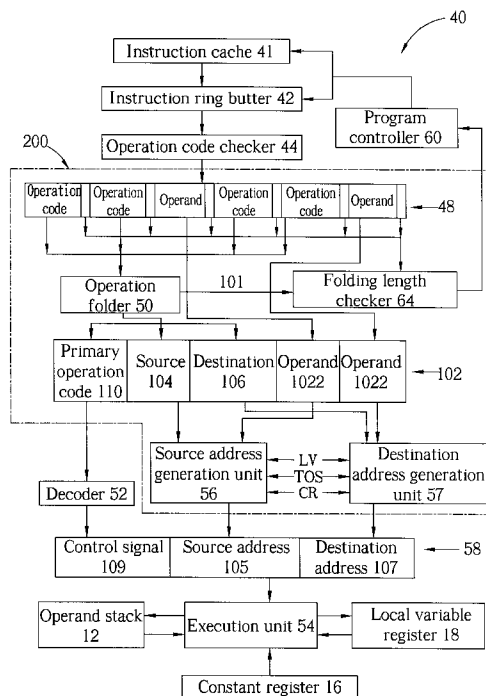 40
Instruction cache 41
Instruction ring butter 42
Program
controller 60
Operation code checker 44
200
Operation
code
Operation
code
Operand
Operation
code
Operation
code
Operand
48
Operation
folder 50
101
Folding length
checker 64
Primary
operation
code 110
Source
104
Destination
106
Operand
1022
Operand
1022
102
Source address
generation unit
56
LV
TOS
CR
Destination
address generation
unit 57
Decoder 52
Control signal
109
Source address
105
Destination
address 107
58
Operand stack
12
Execution unit 54
Local variable
register 18
Constant register 16